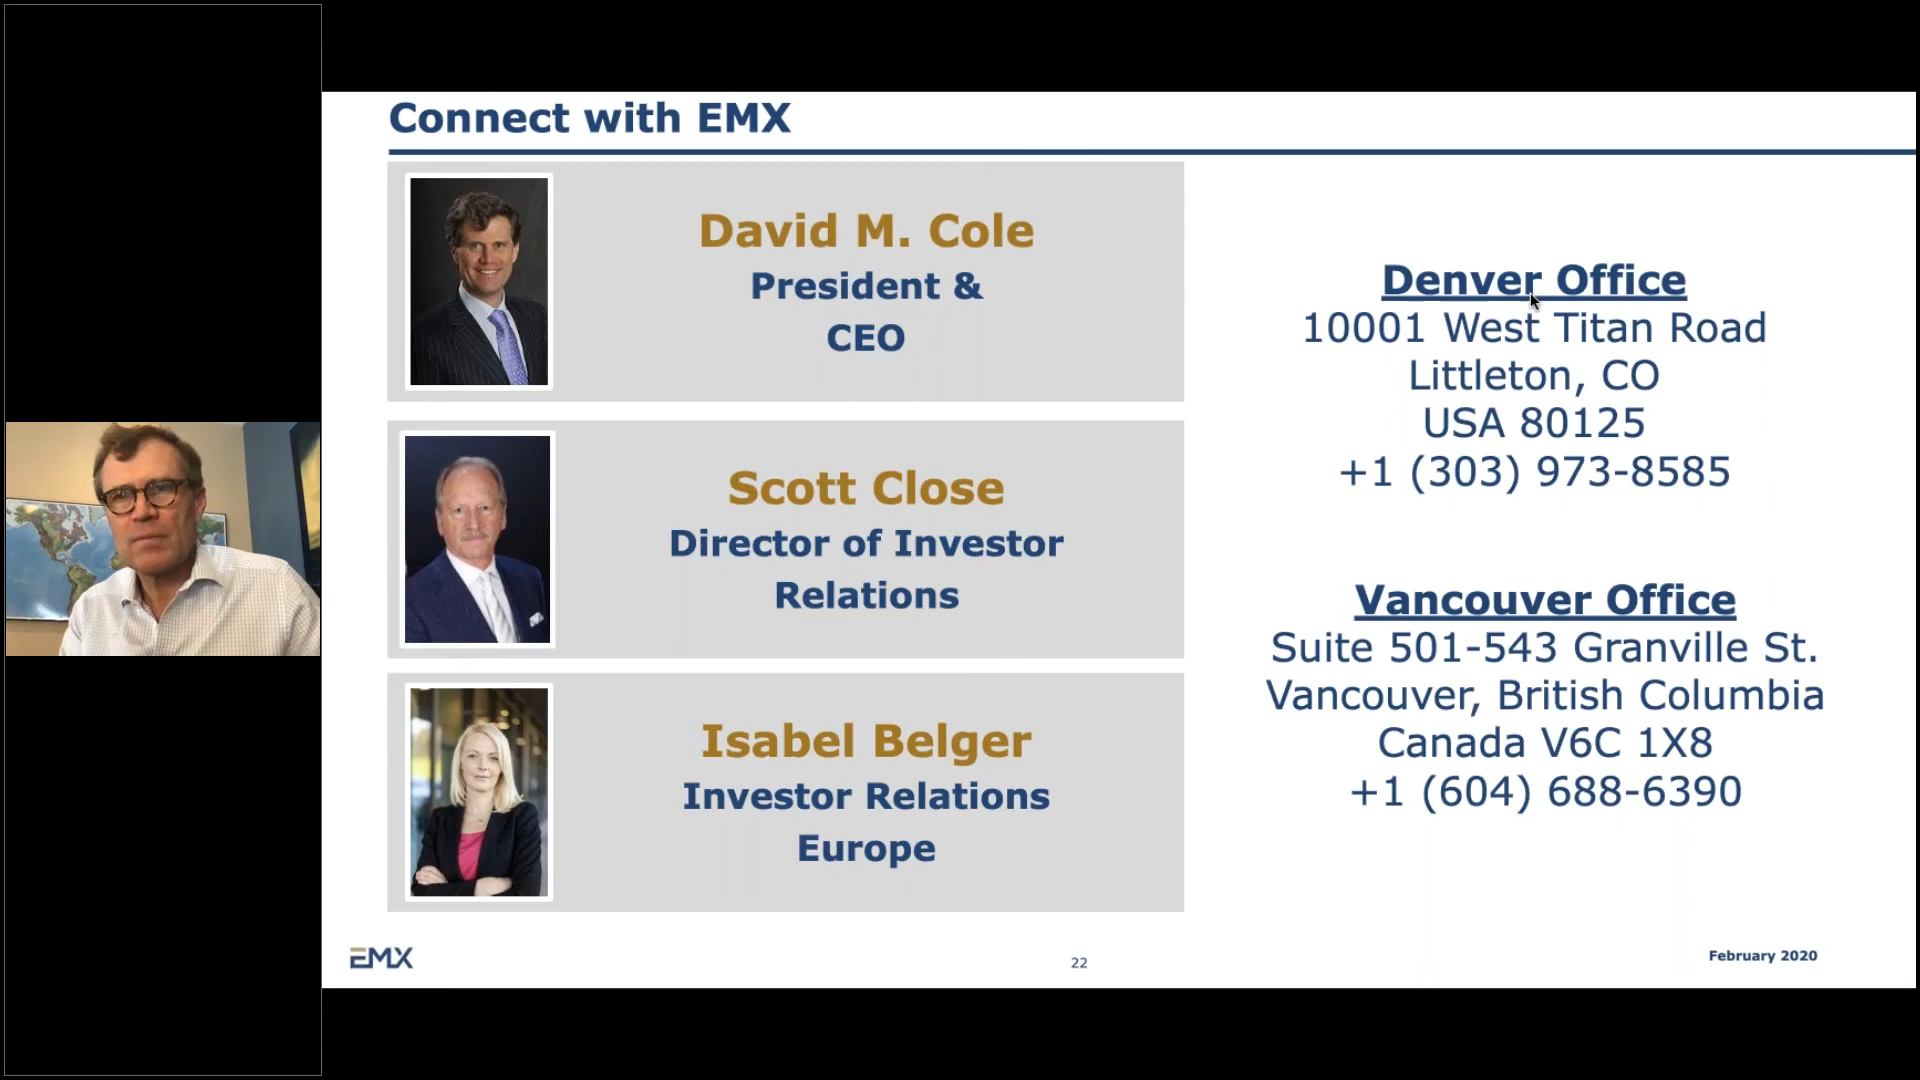 Connect with EMX
David M. Cole
President &
CEO
Scott Close
Director of Investor
Relations
Isabel Belger
Investor Relations
Europe
Denver Office
10001 West Titan Road
Littleton, CO
USA 80125
+1 (303) 973-8585
Vancouver Office
Suite 501-543 Granville St.
Vancouver, British Columbia
Canada V6C 1X8
+1 (604) 688-6390
EMX
22
February 2020